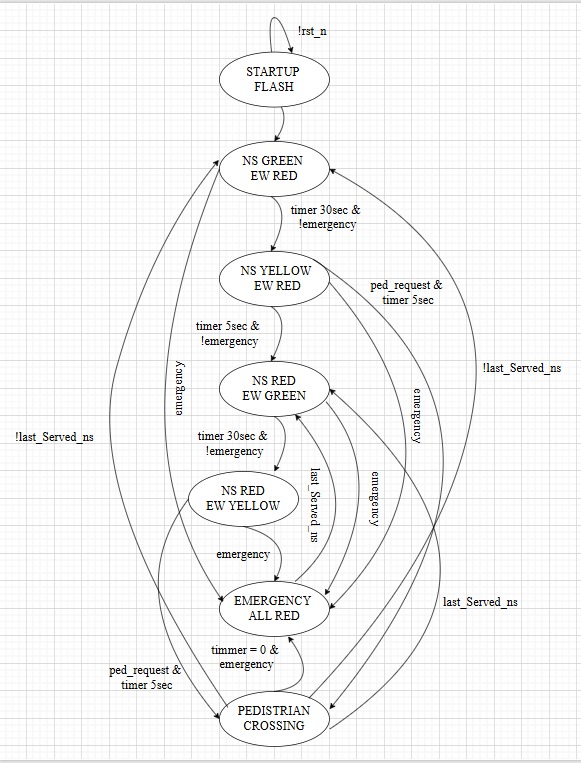 !rst_n
STARTUP
FLASH
NS GREEN
EW RED
timer 30sec &
!emergency
NS YELLOW
EW RED
ped_request &
timer 5sec
timer 5sec &
!emergency
!last_Served_ns
emergency
NS RED
EW GREEN
emergency
!last_Served_ns
timer 30sec &
!emergency
last_Served_ns
emergency
NS RED
EW YELLOW
emergency
EMERGENCY
ALL RED
last_Served_ns
timmer = 0 &
emergency
ped_request &
timer 5sec
PEDISTRIAN
CROSSING